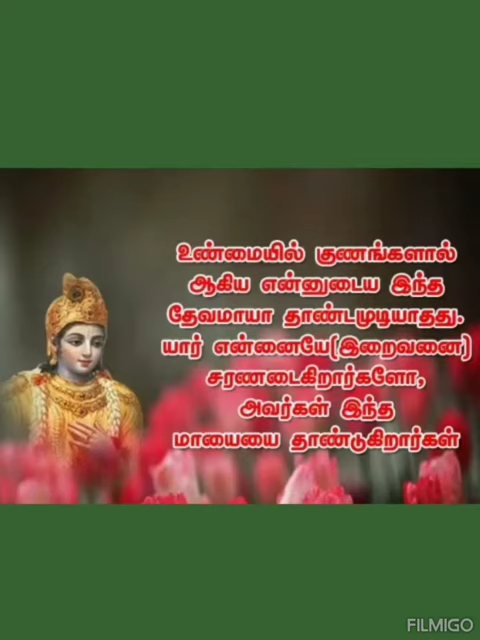 உண்மையில் குணங்களால்
ஆகிய என்னுடைய இந்த
தேவமாயா தாண்டமுடியாதது.
யார் என்னையே(இறைவனை)
சரணடைகிறார்களோ,
அவர்கள் இந்த
மாயையை தாண்டுகிறார்கள்
FILMIGO